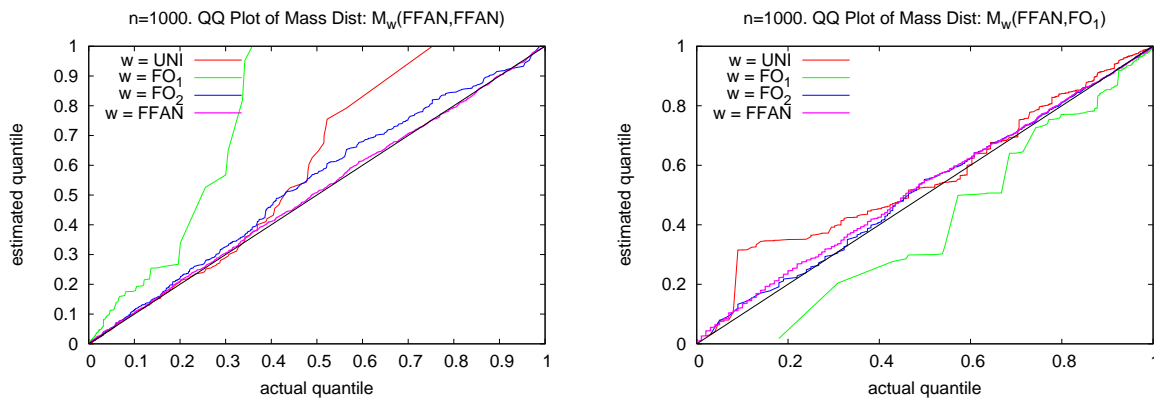 n=1000. QQ Plot of Mass Dist: M_w(FFAN,FFAN)
w = UNI
w = FO_1
w = FO_2
w = FFAN
1
0.9
0.8
0.7
0.6
0.5
0.4
0.3
0.2
0.1
0
estimated quantile
0 0.1 0.2 0.3 0.4 0.5 0.6 0.7 0.8 0.9 1
actual quantile
n=1000. QQ Plot of Mass Dist: M_w(FFAN,FO_1)
w = UNI
w = FO_1
w = FO_2
w = FFAN
1
0.8
0.6
0.4
0.2
0
estimated quantile
0 0.2 0.4 0.6 0.8 1
actual quantile